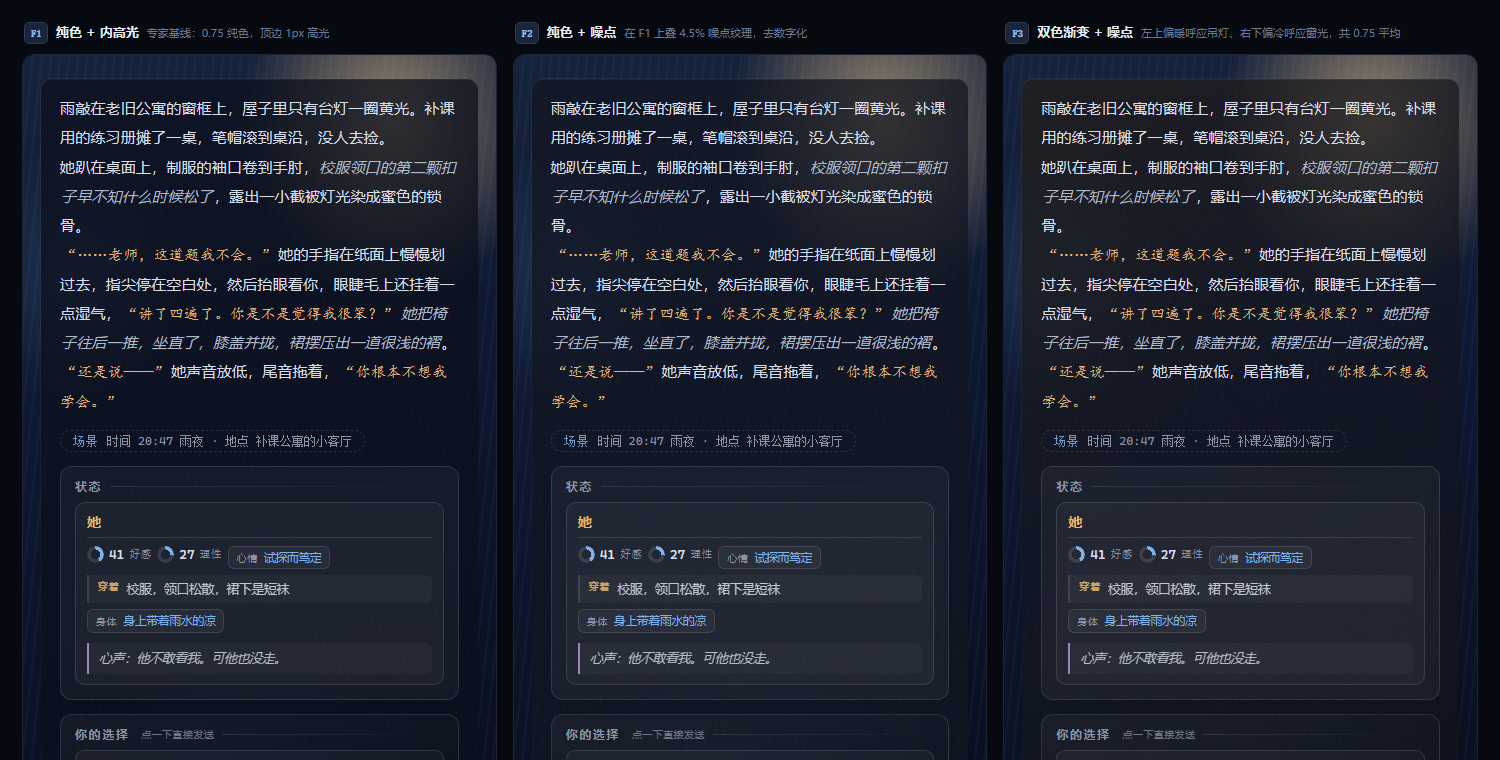 F1 纯色 + 内高光 专家基线：0.75 纯色，顶边 1px 高光
雨敲在老旧公寓的窗框上，屋子里只有台灯一圈黄光。补课
用的练习册摊了一桌，笔帽滚到桌沿，没人去捡。
她趴在桌面上，制服的袖口卷到手肘，校服领口的第二颗扣
子早不知什么时候松了，露出一小截被灯光染成蜜色的锁
骨。
“……老师，这道题我不会。”她的手指在纸面上慢慢划
过去，指尖停在空白处，然后抬眼看你，眼睫毛上还挂着一
点湿气，“讲了四遍了。你是不是觉得我很笨？”她把椅
子往后一推，坐直了，膝盖并拢，裙摆压出一道很浅的褶。
“还是说——”她声音放低，尾音拖着，“你根本不想我
学会。”
场景 时间 20:47 雨夜 · 地点 补课公寓的小客厅
状态
她
41 好感 27 理性 心情 试探而笃定
穿着 校服，领口松散，裙下是短袜
身体 身上带着雨水的凉
心声：他不敢看我。可他也没走。
你的选择 点一下直接发送
F2 纯色 + 噪点 在 F1 上叠 4.5% 噪点纹理，去数字化
雨敲在老旧公寓的窗框上，屋子里只有台灯一圈黄光。补课
用的练习册摊了一桌，笔帽滚到桌沿，没人去捡。
她趴在桌面上，制服的袖口卷到手肘，校服领口的第二颗扣
子早不知什么时候松了，露出一小截被灯光染成蜜色的锁
骨。
“……老师，这道题我不会。”她的手指在纸面上慢慢划
过去，指尖停在空白处，然后抬眼看你，眼睫毛上还挂着一
点湿气，“讲了四遍了。你是不是觉得我很笨？”她把椅
子往后一推，坐直了，膝盖并拢，裙摆压出一道很浅的褶。
“还是说——”她声音放低，尾音拖着，“你根本不想我
学会。”
场景 时间 20:47 雨夜 · 地点 补课公寓的小客厅
状态
她
41 好感 27 理性 心情 试探而笃定
穿着 校服，领口松散，裙下是短袜
身体 身上带着雨水的凉
心声：他不敢看我。可他也没走。
你的选择 点一下直接发送
F3 双色渐变 + 噪点 左上偏暖呼应吊灯、右下偏冷呼应窗光，共 0.75 平均
雨敲在老旧公寓的窗框上，屋子里只有台灯一圈黄光。补课
用的练习册摊了一桌，笔帽滚到桌沿，没人去捡。
她趴在桌面上，制服的袖口卷到手肘，校服领口的第二颗扣
子早不知什么时候松了，露出一小截被灯光染成蜜色的锁
骨。
“……老师，这道题我不会。”她的手指在纸面上慢慢划
过去，指尖停在空白处，然后抬眼看你，眼睫毛上还挂着一
点湿气，“讲了四遍了。你是不是觉得我很笨？”她把椅
子往后一推，坐直了，膝盖并拢，裙摆压出一道很浅的褶。
“还是说——”她声音放低，尾音拖着，“你根本不想我
学会。”
场景 时间 20:47 雨夜 · 地点 补课公寓的小客厅
状态
她
41 好感 27 理性 心情 试探而笃定
穿着 校服，领口松散，裙下是短袜
身体 身上带着雨水的凉
心声：他不敢看我。可他也没走。
你的选择 点一下直接发送